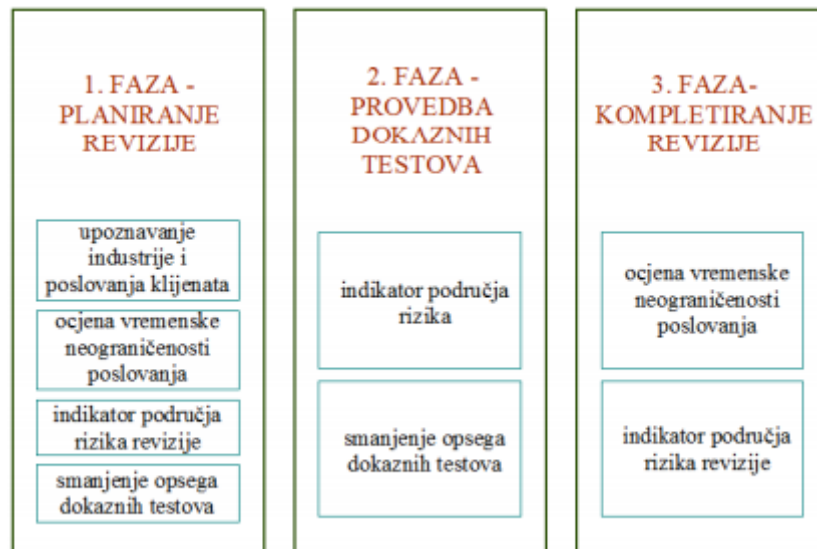 1. FAZA -
PLANIRANJE
REVIZIJE
upoznavanje
industrije i
poslovanja klijenata
ocjena vremenske
neograničenosti
poslovanja
indikator područja
rizika revizije
smanjenje opsega
dokaznih testova
2. FAZA -
PROVEDBA
DOKAZNIH
TESTOVA
indikator područja
rizika
smanjenje opsega
dokaznih testova
3. FAZA-
KOMPLETIRANJE
REVIZIJE
ocjena vremenske
neograničenosti
poslovanja
indikator područja
rizika revizije